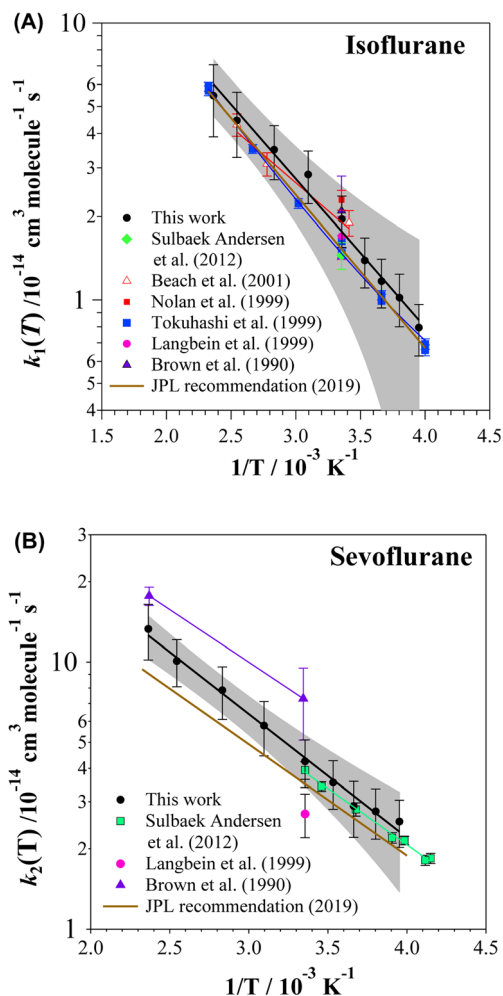 (A)
Isoflurane
10
6
5
4
3
2
1
6
5
4
k1(T) /10⁻¹⁴ cm³ molecule⁻¹ s⁻¹
This work
Sulbaek Andersen
et al. (2012)
Beach et al. (2001)
Nolan et al. (1999)
Tokuhashi et al. (1999)
Langbein et al. (1999)
Brown et al. (1990)
JPL recommendation (2019)
1.5 2.0 2.5 3.0 3.5 4.0 4.5
1/T / 10⁻³ K⁻¹
(B)
Sevoflurane
3
2
10
6
5
4
3
2
1
k2(T) /10⁻¹⁴ cm³ molecule⁻¹ s⁻¹
This work
Sulbaek Andersen
et al. (2012)
Langbein et al. (1999)
Brown et al. (1990)
JPL recommendation (2019)
2.0 2.5 3.0 3.5 4.0 4.5
1/T / 10⁻³ K⁻¹